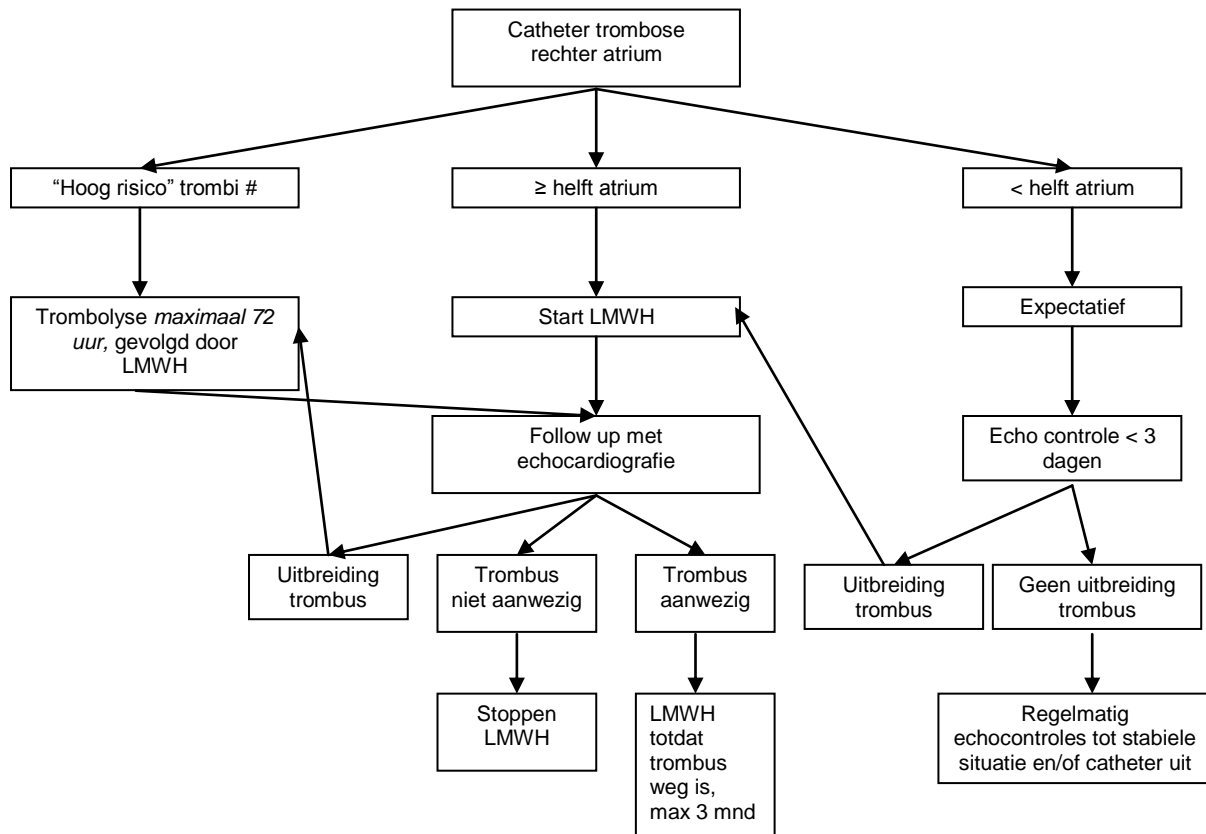 Catheter trombose
rechter atrium
“Hoog risico” trombi #
≥ helft atrium
< helft atrium
Trombolyse maximaal 72
uur, gevolgd door
LMWH
Start LMWH
Expectatief
Follow up met
echocardiografie
Echo controle < 3
dagen
Uitbreiding
trombus
Trombus
niet aanwezig
Trombus
aanwezig
Uitbreiding
trombus
Geen uitbreiding
trombus
Stoppen
LMWH
LMWH
totdat
trombus
weg is,
max 3 mnd
Regelmatig
echocontroles tot stabiele
situatie en/of catheter uit